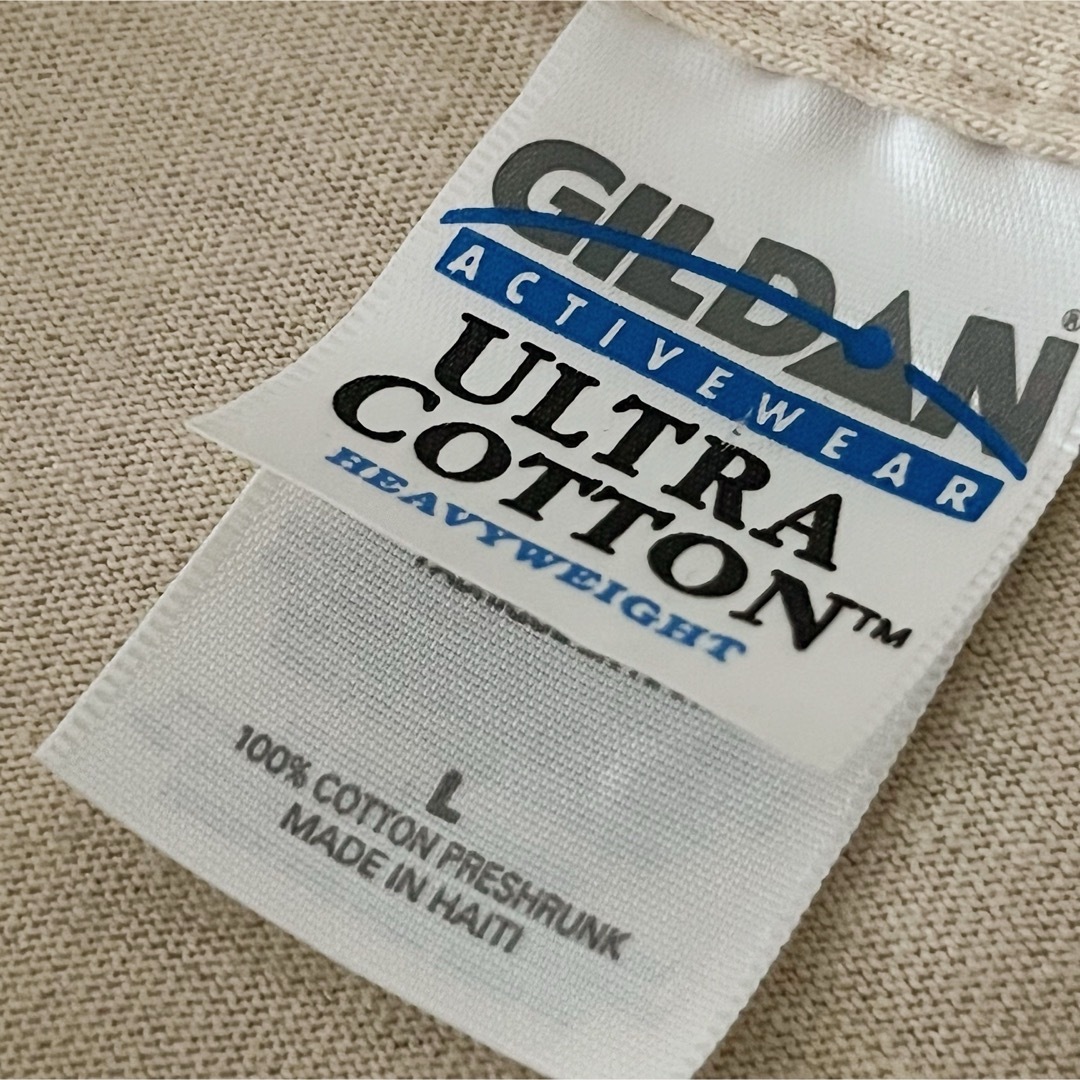 GILDAN®
ACTIVEWEAR
ULTRA
COTTON™
HEAVYWEIGHT
L
100% COTTON PRESHRUNK
MADE IN HAITI